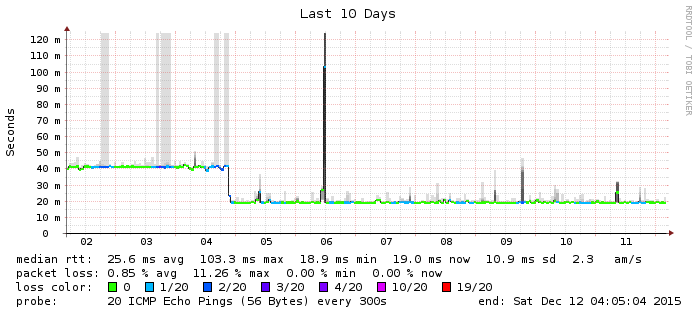 Last 10 Days
RRDTOOL / TOBI OETIKER
Seconds
120 m
110 m
100 m
90 m
80 m
70 m
60 m
50 m
40 m
30 m
20 m
10 m
0
02 03 04 05 06 07 08 09 10 11
median rtt: 25.6 ms avg 103.3 ms max 18.9 ms min 19.0 ms now 10.9 ms sd 2.3 am/s
packet loss: 0.85 % avg 11.26 % max 0.00 % min 0.00 % now
loss color: 0 1/20 2/20 3/20 4/20 10/20 19/20
probe: 20 ICMP Echo Pings (56 Bytes) every 300s end: Sat Dec 12 04:05:04 2015